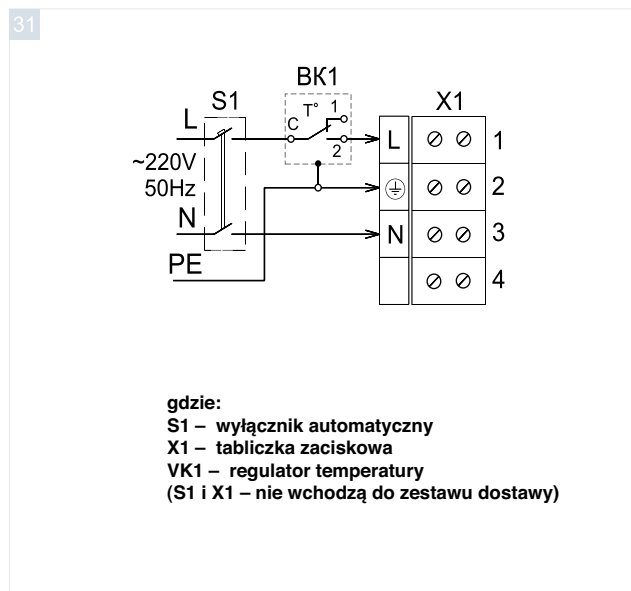 31
ВК1
S1
X1
L
C
T°
1
2
L
1
~220V
50Hz
2
N
N
3
PE
4
gdzie:
S1 – wyłącznik automatyczny
X1 – tabliczka zaciskowa
VK1 – regulator temperatury
(S1 i X1 – nie wchodzą do zestawu dostawy)